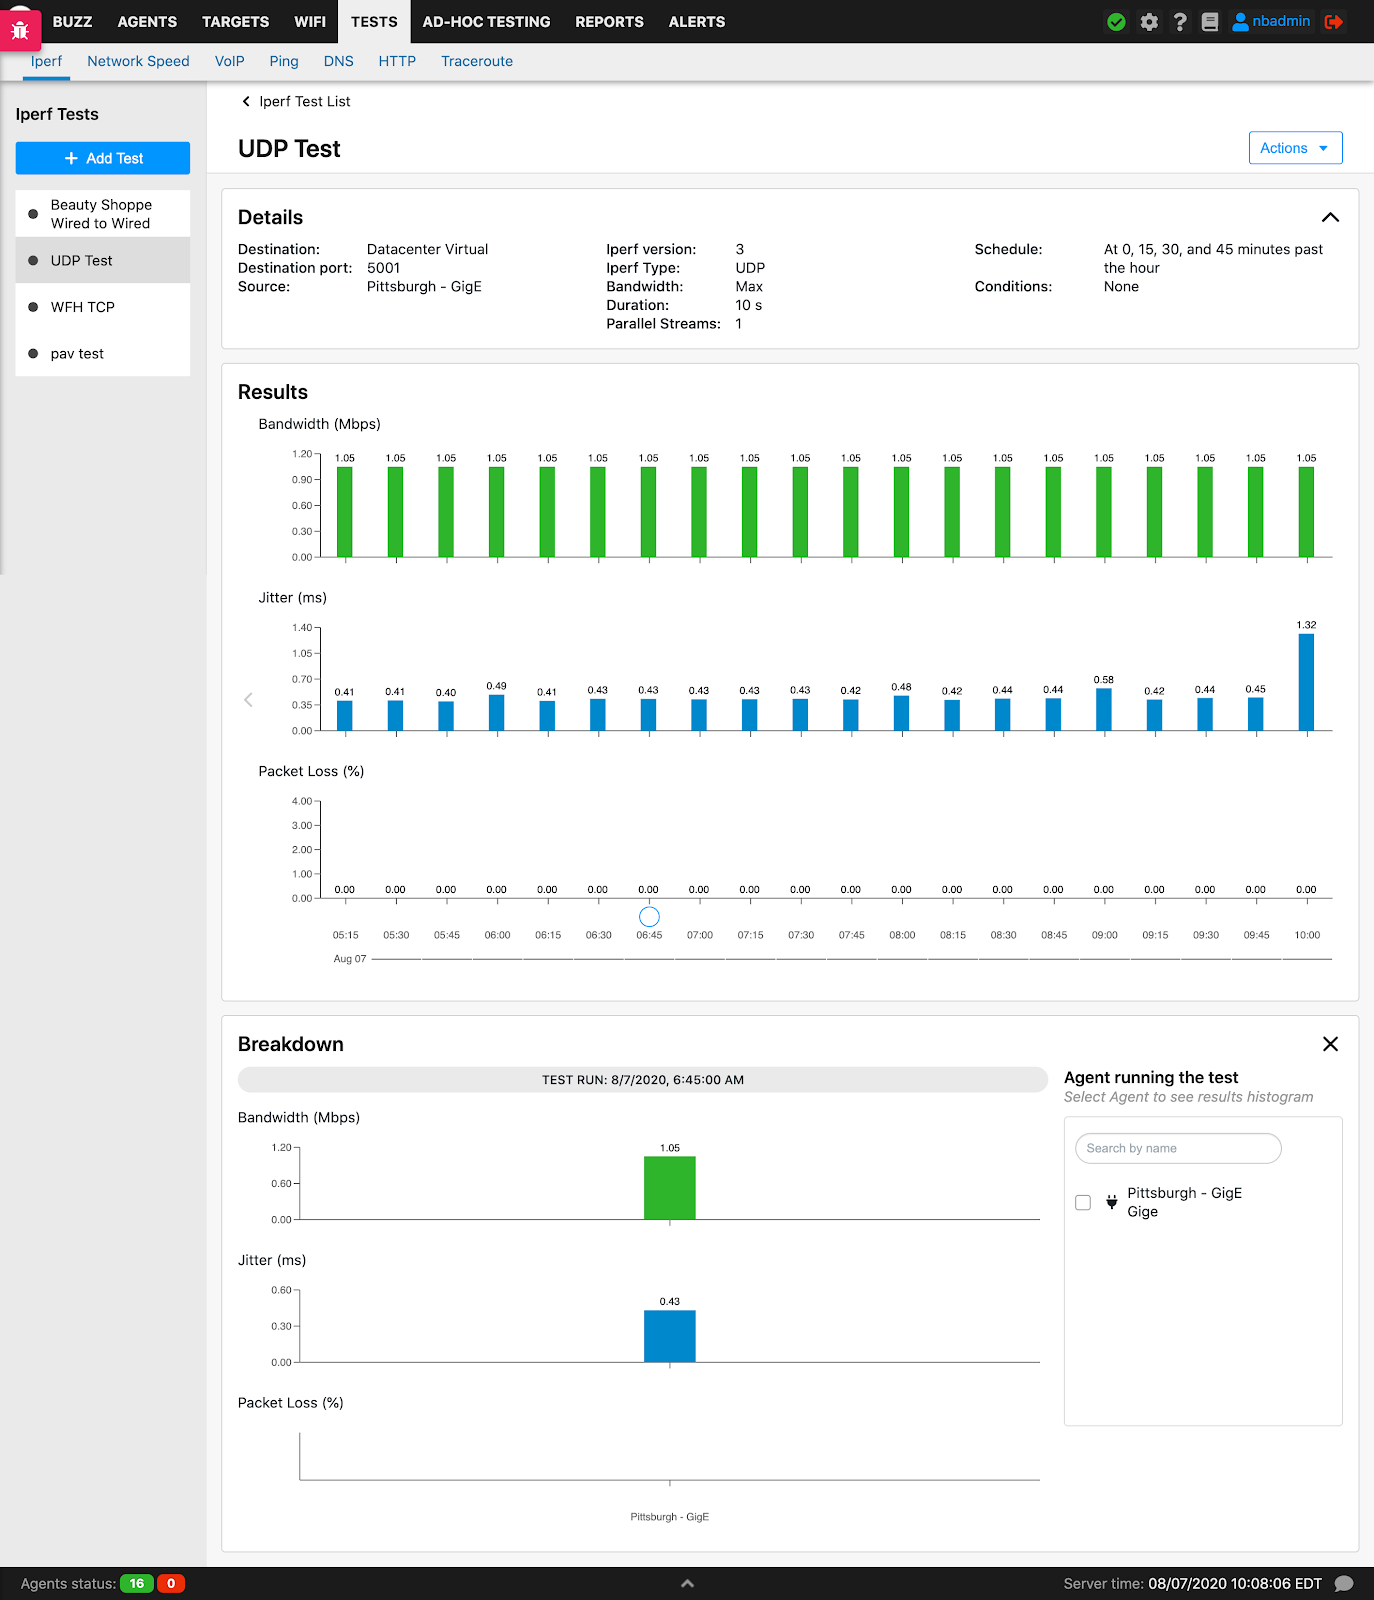 BUZZ AGENTS TARGETS WIFI TESTS AD-HOC TESTING REPORTS ALERTS ? nbadmin
Iperf Network Speed VoIP Ping DNS HTTP Traceroute
Iperf Tests
+ Add Test
Beauty Shoppe
Wired to Wired
UDP Test
WFH TCP
pav test
Iperf Test List
UDP Test
Actions
Details
Destination: Datacenter Virtual
Destination port: 5001
Source: Pittsburgh - GigE
Iperf version: 3
Iperf Type: UDP
Bandwidth: Max
Duration: 10 s
Parallel Streams: 1
Schedule: At 0, 15, 30, and 45 minutes past
the hour
Conditions: None
Results
Bandwidth (Mbps)
1.05 1.05 1.05 1.05 1.05 1.05 1.05 1.05 1.05 1.05 1.05 1.05 1.05 1.05 1.05 1.05 1.05 1.05 1.05 1.05
1.20
0.90
0.60
0.30
0.00
Jitter (ms)
1.40
1.05
0.70
0.35
0.00
0.41 0.41 0.40 0.49 0.41 0.43 0.43 0.43 0.43 0.43 0.42 0.48 0.42 0.44 0.44 0.58 0.42 0.44 0.45 1.32
Packet Loss (%)
4.00
3.00
2.00
1.00
0.00
0.00 0.00 0.00 0.00 0.00 0.00 0.00 0.00 0.00 0.00 0.00 0.00 0.00 0.00 0.00 0.00 0.00 0.00 0.00 0.00
05:15 05:30 05:45 06:00 06:15 06:30 06:45 07:00 07:15 07:30 07:45 08:00 08:15 08:30 08:45 09:00 09:15 09:30 09:45 10:00
Aug 07
Breakdown
TEST RUN: 8/7/2020, 6:45:00 AM
Bandwidth (Mbps)
1.20
0.60
0.00
1.05
Jitter (ms)
0.60
0.30
0.00
0.43
Packet Loss (%)
Pittsburgh - GigE
Agent running the test
Select Agent to see results histogram
Search by name
Pittsburgh - GigE
Gige
Agents status: 16 0
Server time: 08/07/2020 10:08:06 EDT